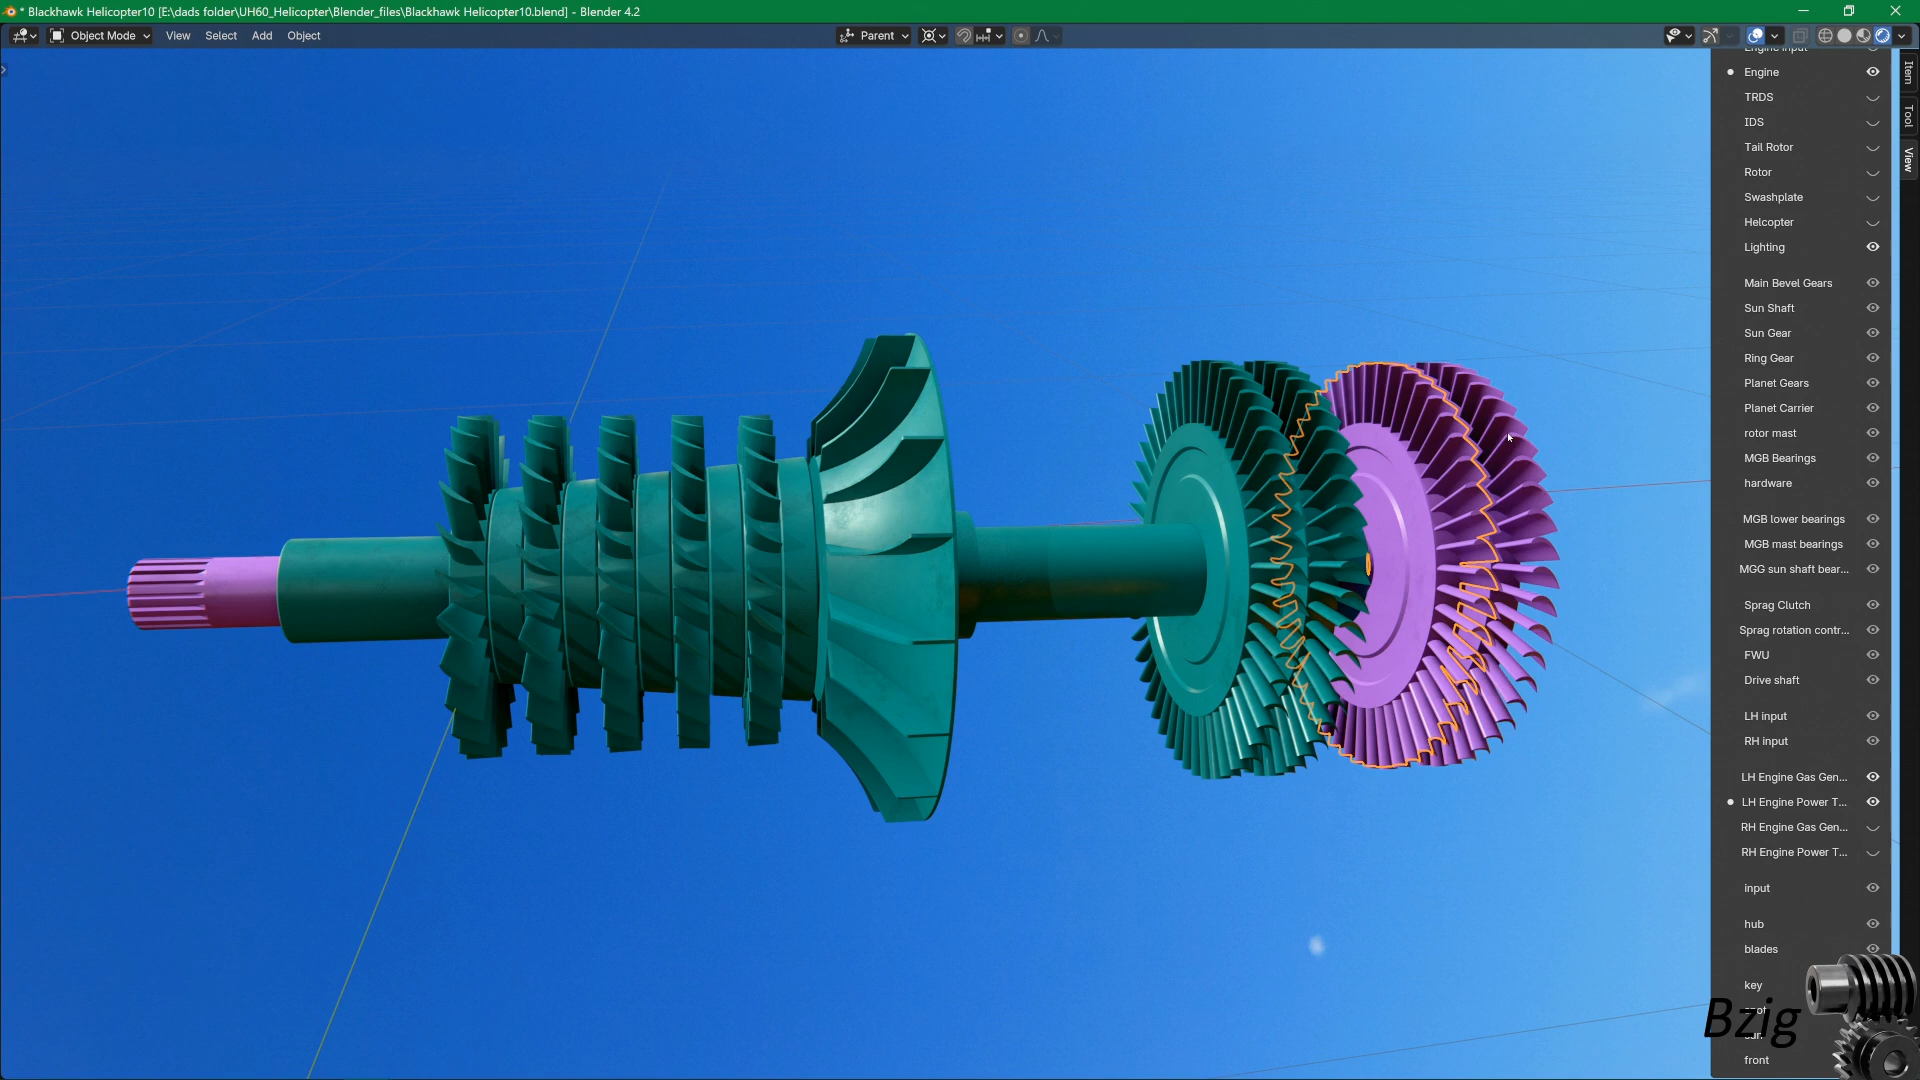 * Blackhawk Helicopter10 [E:\dads folder\UH60_Helicopter\Blender_files\Blackhawk Helicopter10.blend] - Blender 4.2
Object Mode View Select Add Object Parent
Engine input
Engine
TRDS
IDS
Tail Rotor
Rotor
Swashplate
Helcopter
Lighting
Main Bevel Gears
Sun Shaft
Sun Gear
Ring Gear
Planet Gears
Planet Carrier
rotor mast
MGB Bearings
hardware
MGB lower bearings
MGB mast bearings
MGG sun shaft bear...
Sprag Clutch
Sprag rotation contr...
FWU
Drive shaft
LH input
RH input
LH Engine Gas Gen...
LH Engine Power T...
RH Engine Gas Gen...
RH Engine Power T...
input
hub
blades
key
front
Item
Tool
View
Bzig